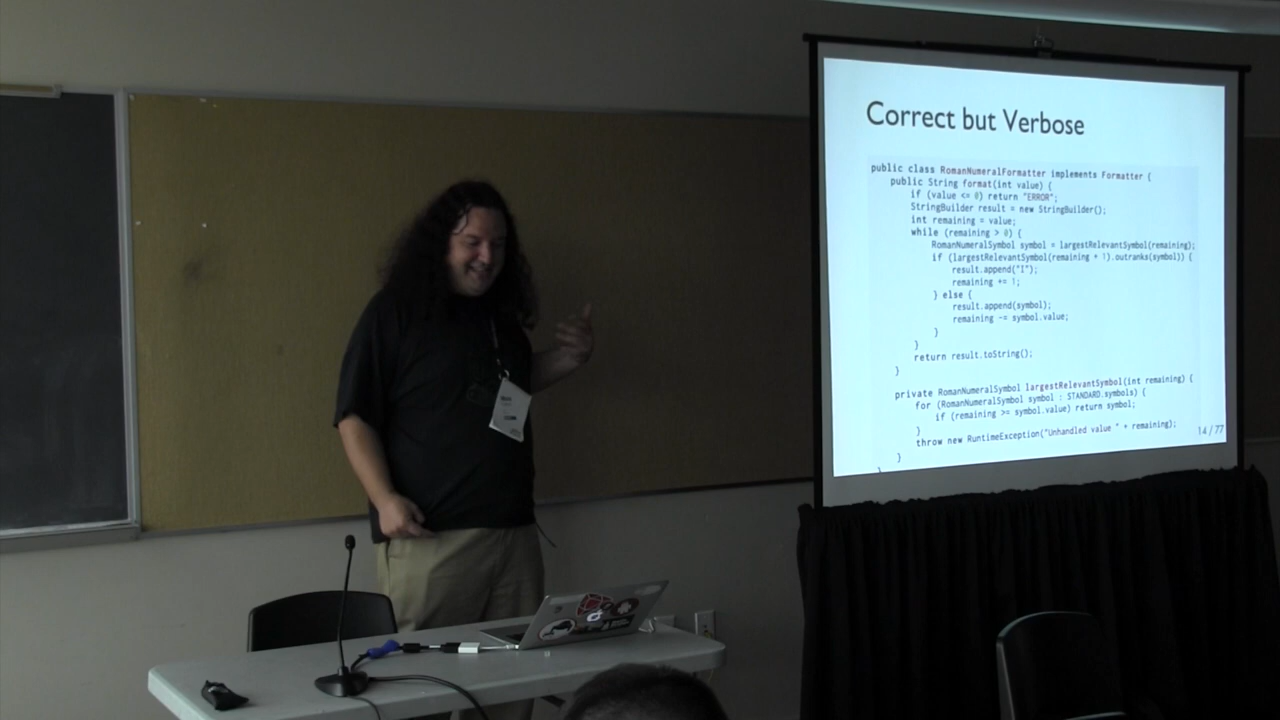 Correct but Verbose
public class RomanNumeralFormatter implements Formatter {
public String format(int value) {
if (value <= 0) return "ERROR";
StringBuilder result = new StringBuilder();
int remaining = value;
while (remaining > 0) {
RomanNumeralSymbol symbol = largestRelevantSymbol(remaining);
if (largestRelevantSymbol(remaining + 1).outranks(symbol)) {
result.append("I");
remaining += 1;
} else {
result.append(symbol);
remaining -= symbol.value;
}
}
return result.toString();
}
private RomanNumeralSymbol largestRelevantSymbol(int remaining) {
for (RomanNumeralSymbol symbol : STANDARD.symbols) {
if (remaining >= symbol.value) return symbol;
}
throw new RuntimeException("Unhandled value " + remaining);
}
14 / 77